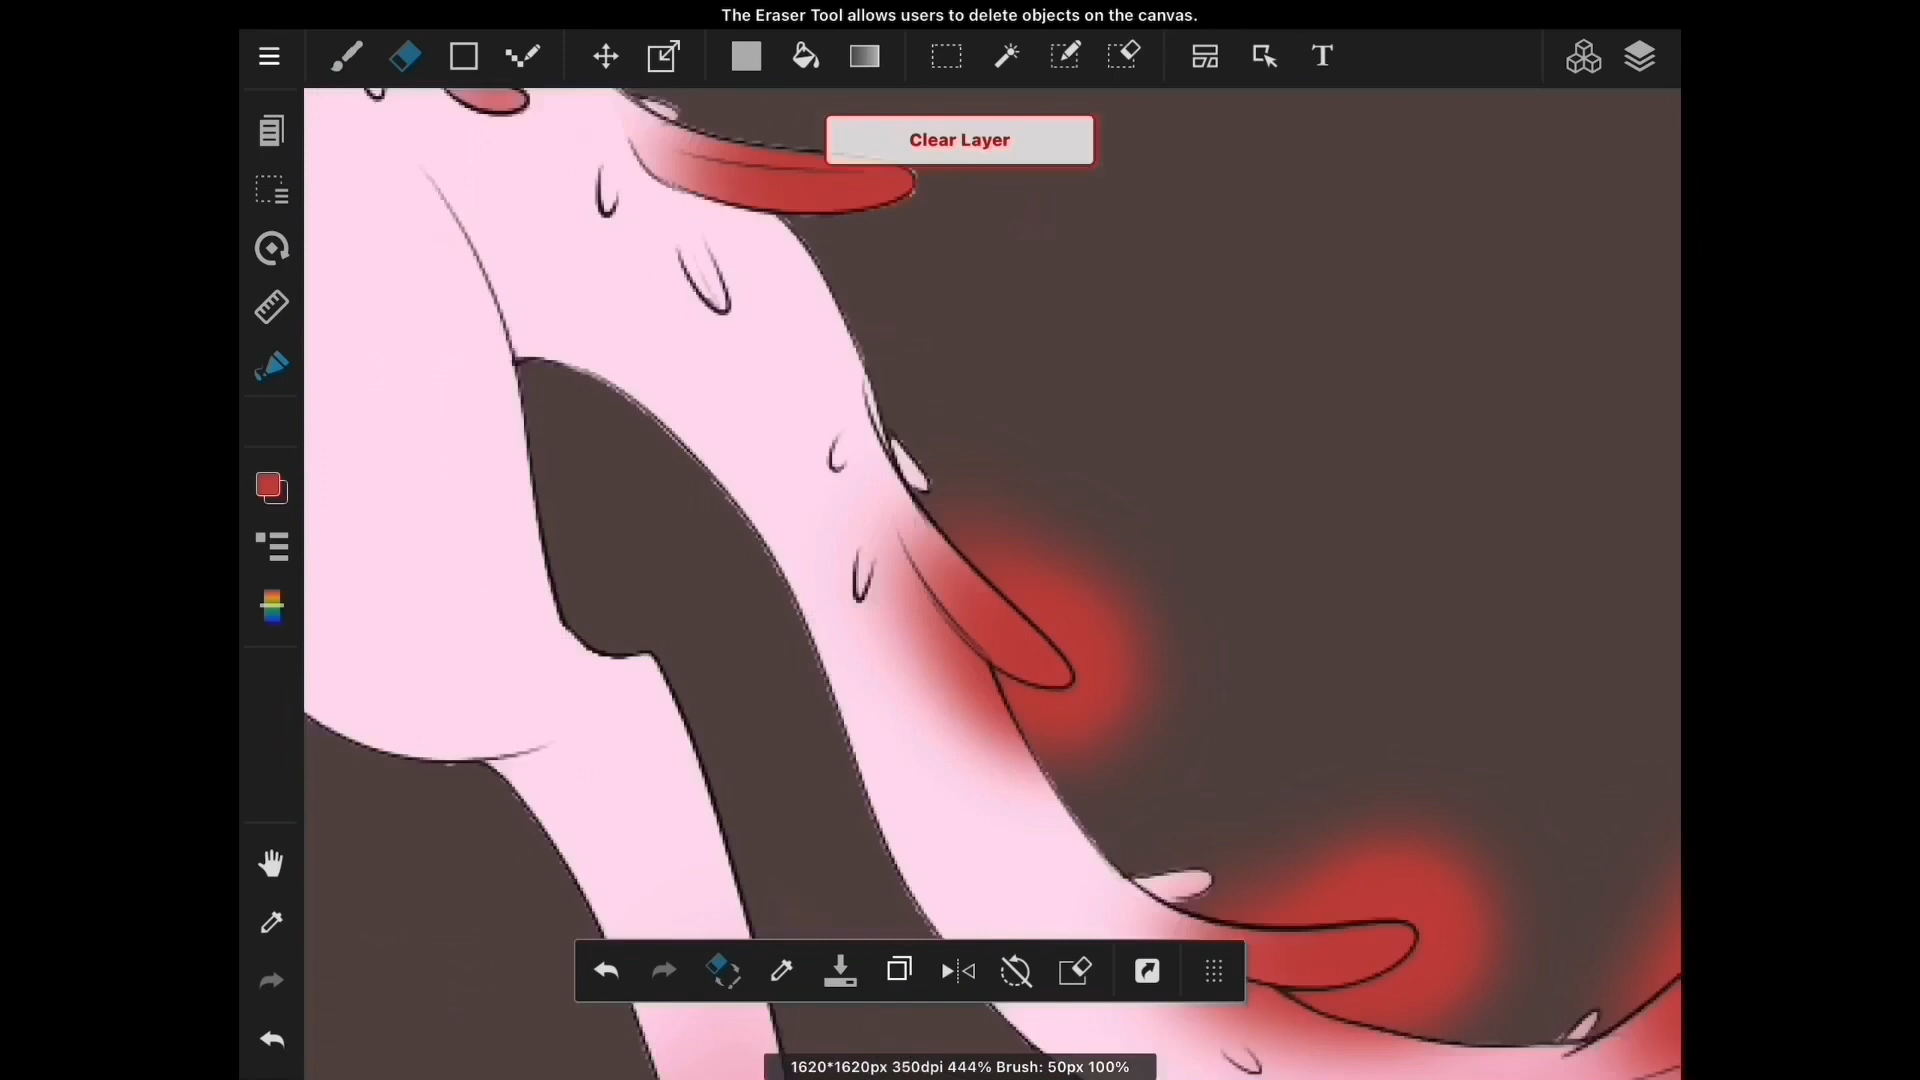 The Eraser Tool allows users to delete objects on the canvas.
T
Clear Layer
1620*1620px 350dpi 444% Brush: 50px 100%